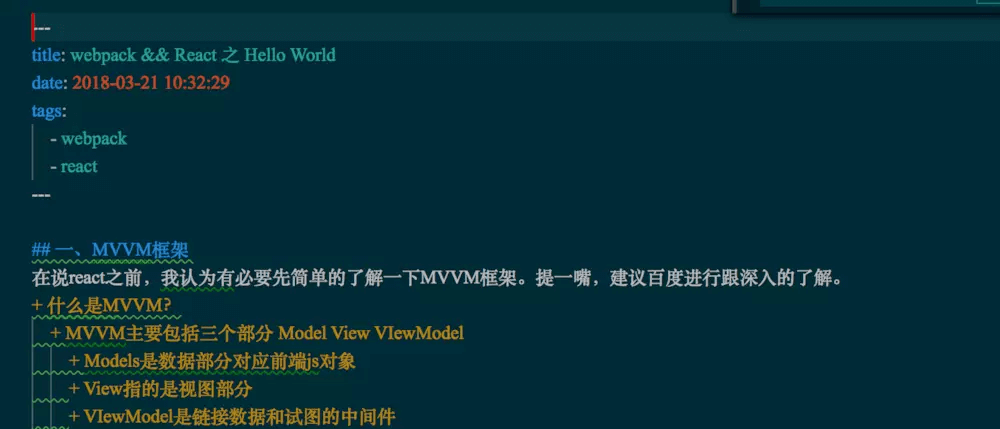 ---
title: webpack && React 之 Hello World
date: 2018-03-21 10:32:29
tags:
- webpack
- react
---
## 一、MVVM框架
在说react之前，我认为有必要先简单的了解一下MVVM框架。提一嘴，建议百度进行跟深入的了解。
+ 什么是MVVM?
+ MVVM主要包括三个部分 Model View VIewModel
+ Models是数据部分对应前端js对象
+ View指的是视图部分
+ VIewModel是链接数据和试图的中间件